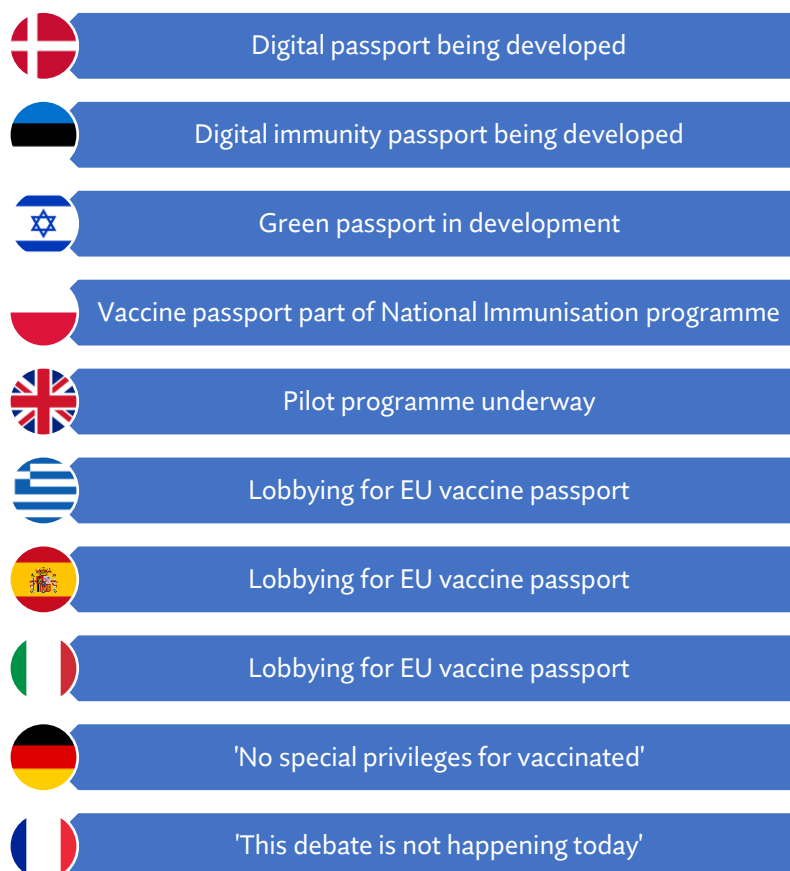 Digital passport being developed
Digital immunity passport being developed
Green passport in development
Vaccine passport part of National Immunisation programme
Pilot programme underway
Lobbying for EU vaccine passport
Lobbying for EU vaccine passport
Lobbying for EU vaccine passport
'No special privileges for vaccinated'
'This debate is not happening today'